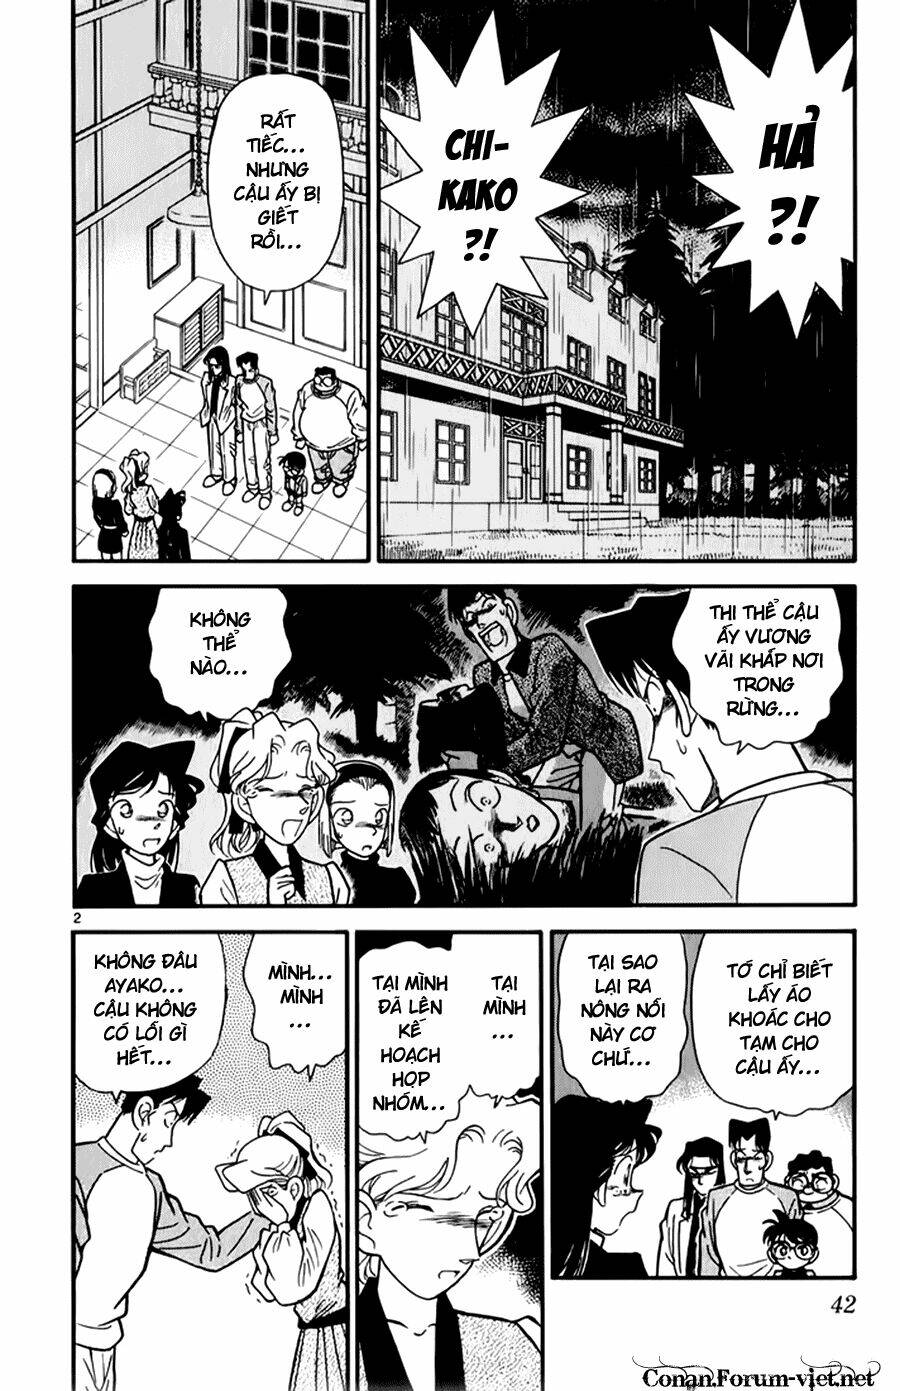 HẢ
?!
CHI-
KAKO
?!
RẤT
TIẾC...
NHƯNG
CẬU ẤY BỊ
GIẾT
RỒI...
THI THỂ CẬU
ẤY VƯƠNG
VÃI KHẮP NƠI
TRONG
RỪNG...
KHÔNG
THỂ
NÀO...
2
TỚ CHỈ BIẾT
LẤY ÁO
KHOÁC CHO
TẠM CHO
CẬU ẤY...
TẠI SAO
LẠI RA
NÔNG NỖI
NÀY CƠ
CHỨ...
TẠI
MÌNH
...
TẠI MÌNH
ĐÃ LÊN
KẾ
HOẠCH
HỌP
NHÓM...
MÌNH...
MÌNH
...
KHÔNG ĐÂU
AYAKO...
CẬU KHÔNG
CÓ LỖI GÌ
HẾT...
42
Conan.Forum-viet.net